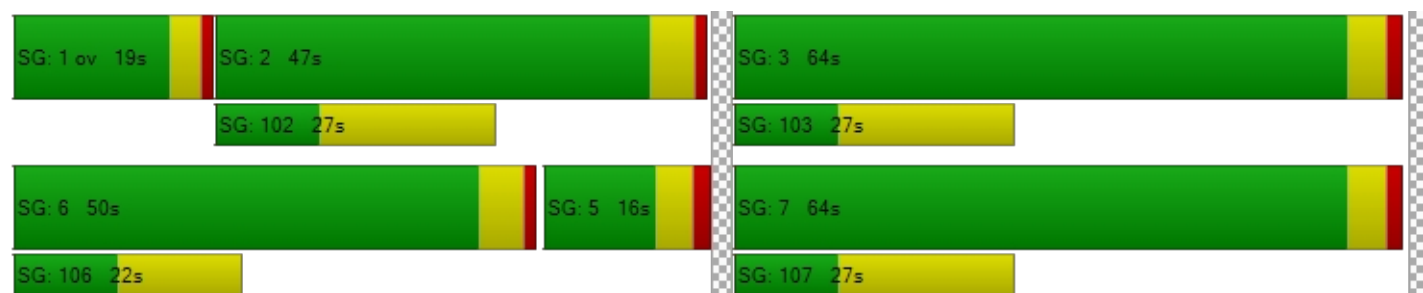 SG: 1 ov 19s
SG: 2 47s
SG: 3 64s
SG: 102 27s
SG: 103 27s
SG: 6 50s
SG: 5 16s
SG: 7 64s
SG: 106 22s
SG: 107 27s